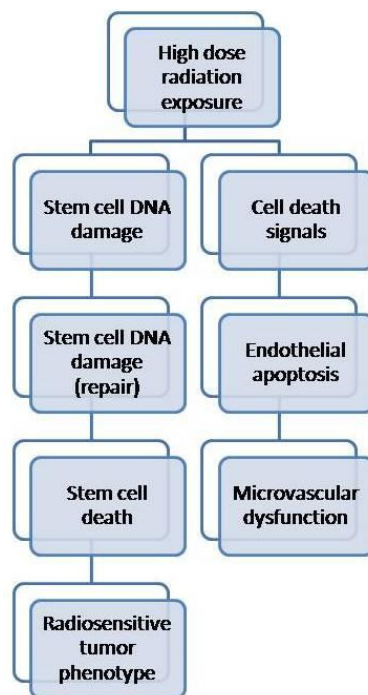 High dose
radiation
exposure
Stem cell DNA
damage
Cell death
signals
Stem cell DNA
damage
(repair)
Endothelial
apoptosis
Stem cell
death
Microvascular
dysfunction
Radiosensitive
tumor
phenotype